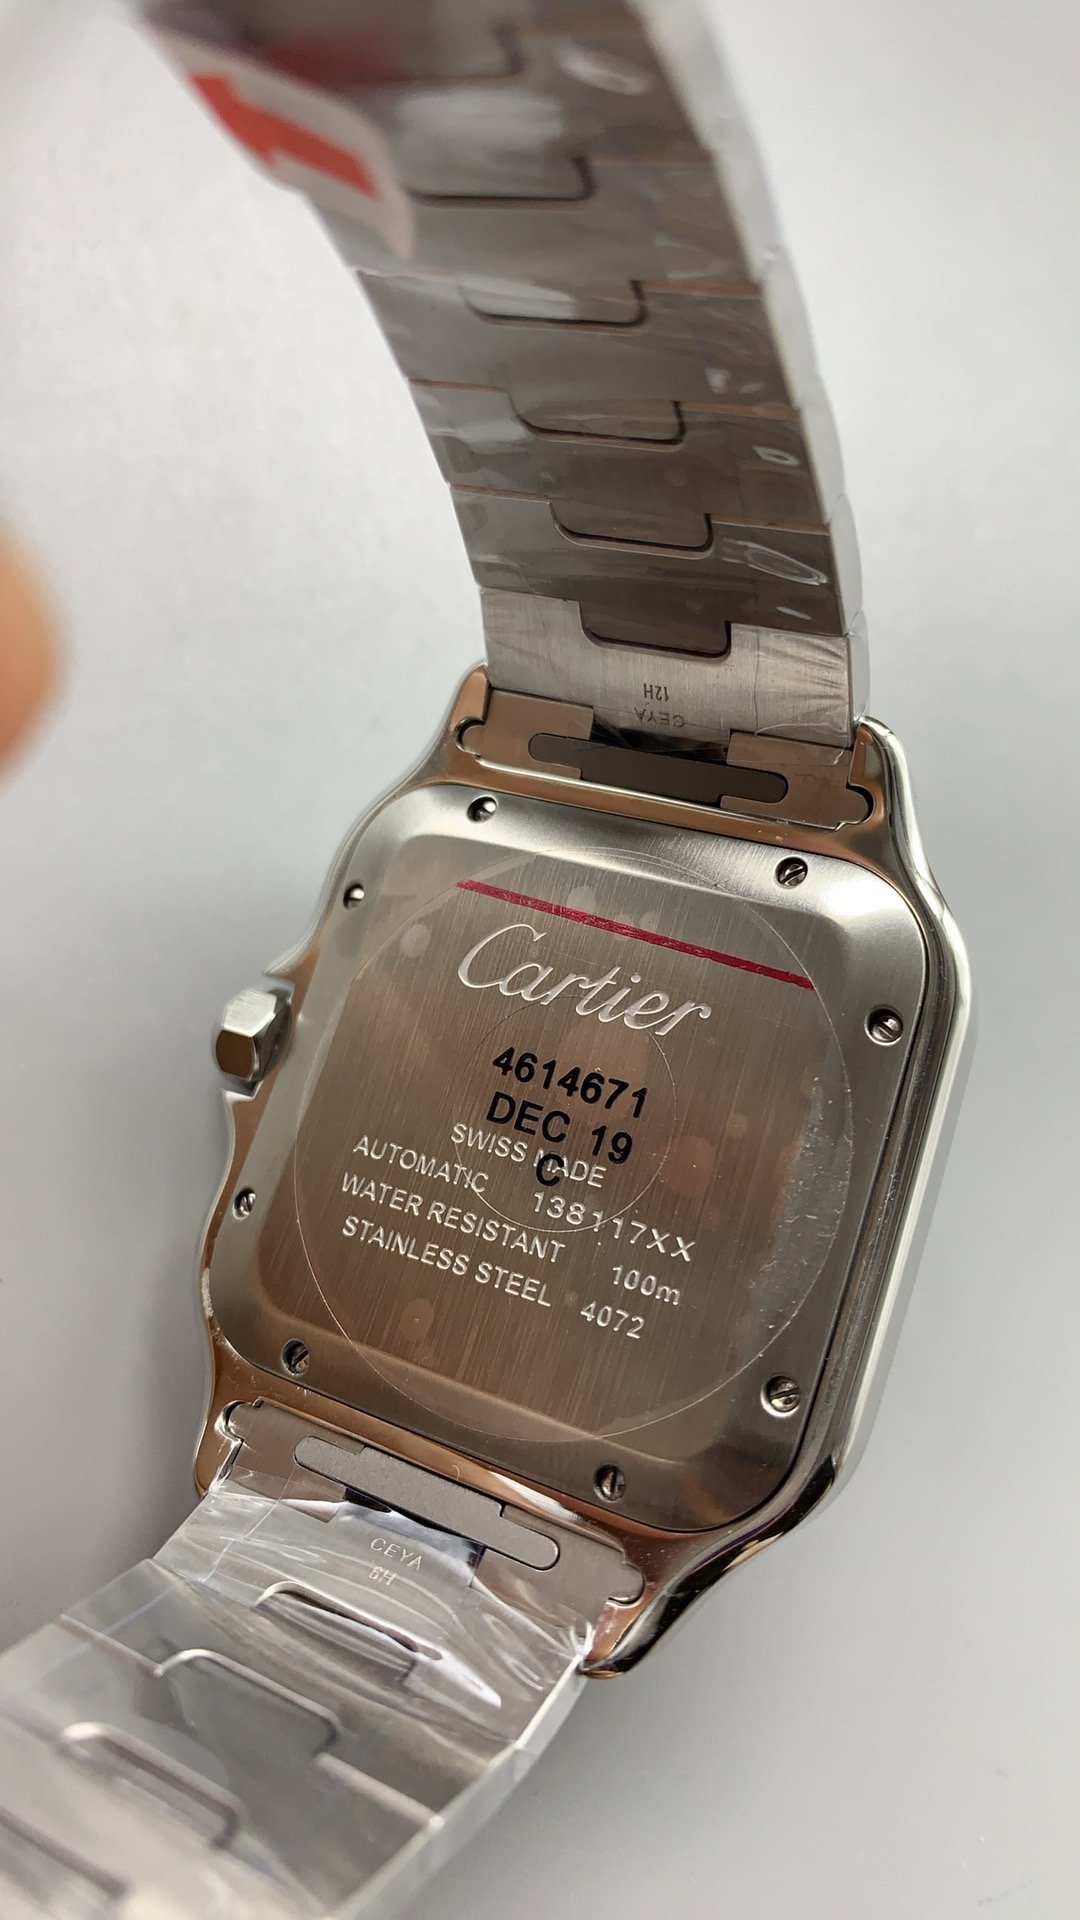 12H
CEYA
Cartier
4614671
DEC 19
C
SWISS MADE
AUTOMATIC 138117XX
WATER RESISTANT 100m
STAINLESS STEEL 4072
CEYA
6H